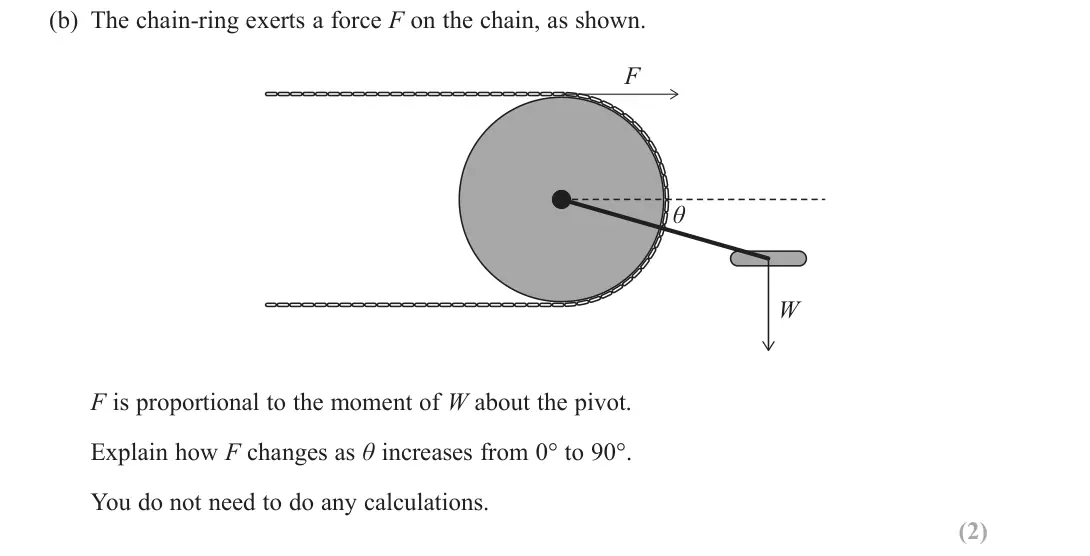 (b) The chain-ring exerts a force F on the chain, as shown.
F
θ
W
F is proportional to the moment of W about the pivot.
Explain how F changes as θ increases from 0° to 90°.
You do not need to do any calculations.
(2)